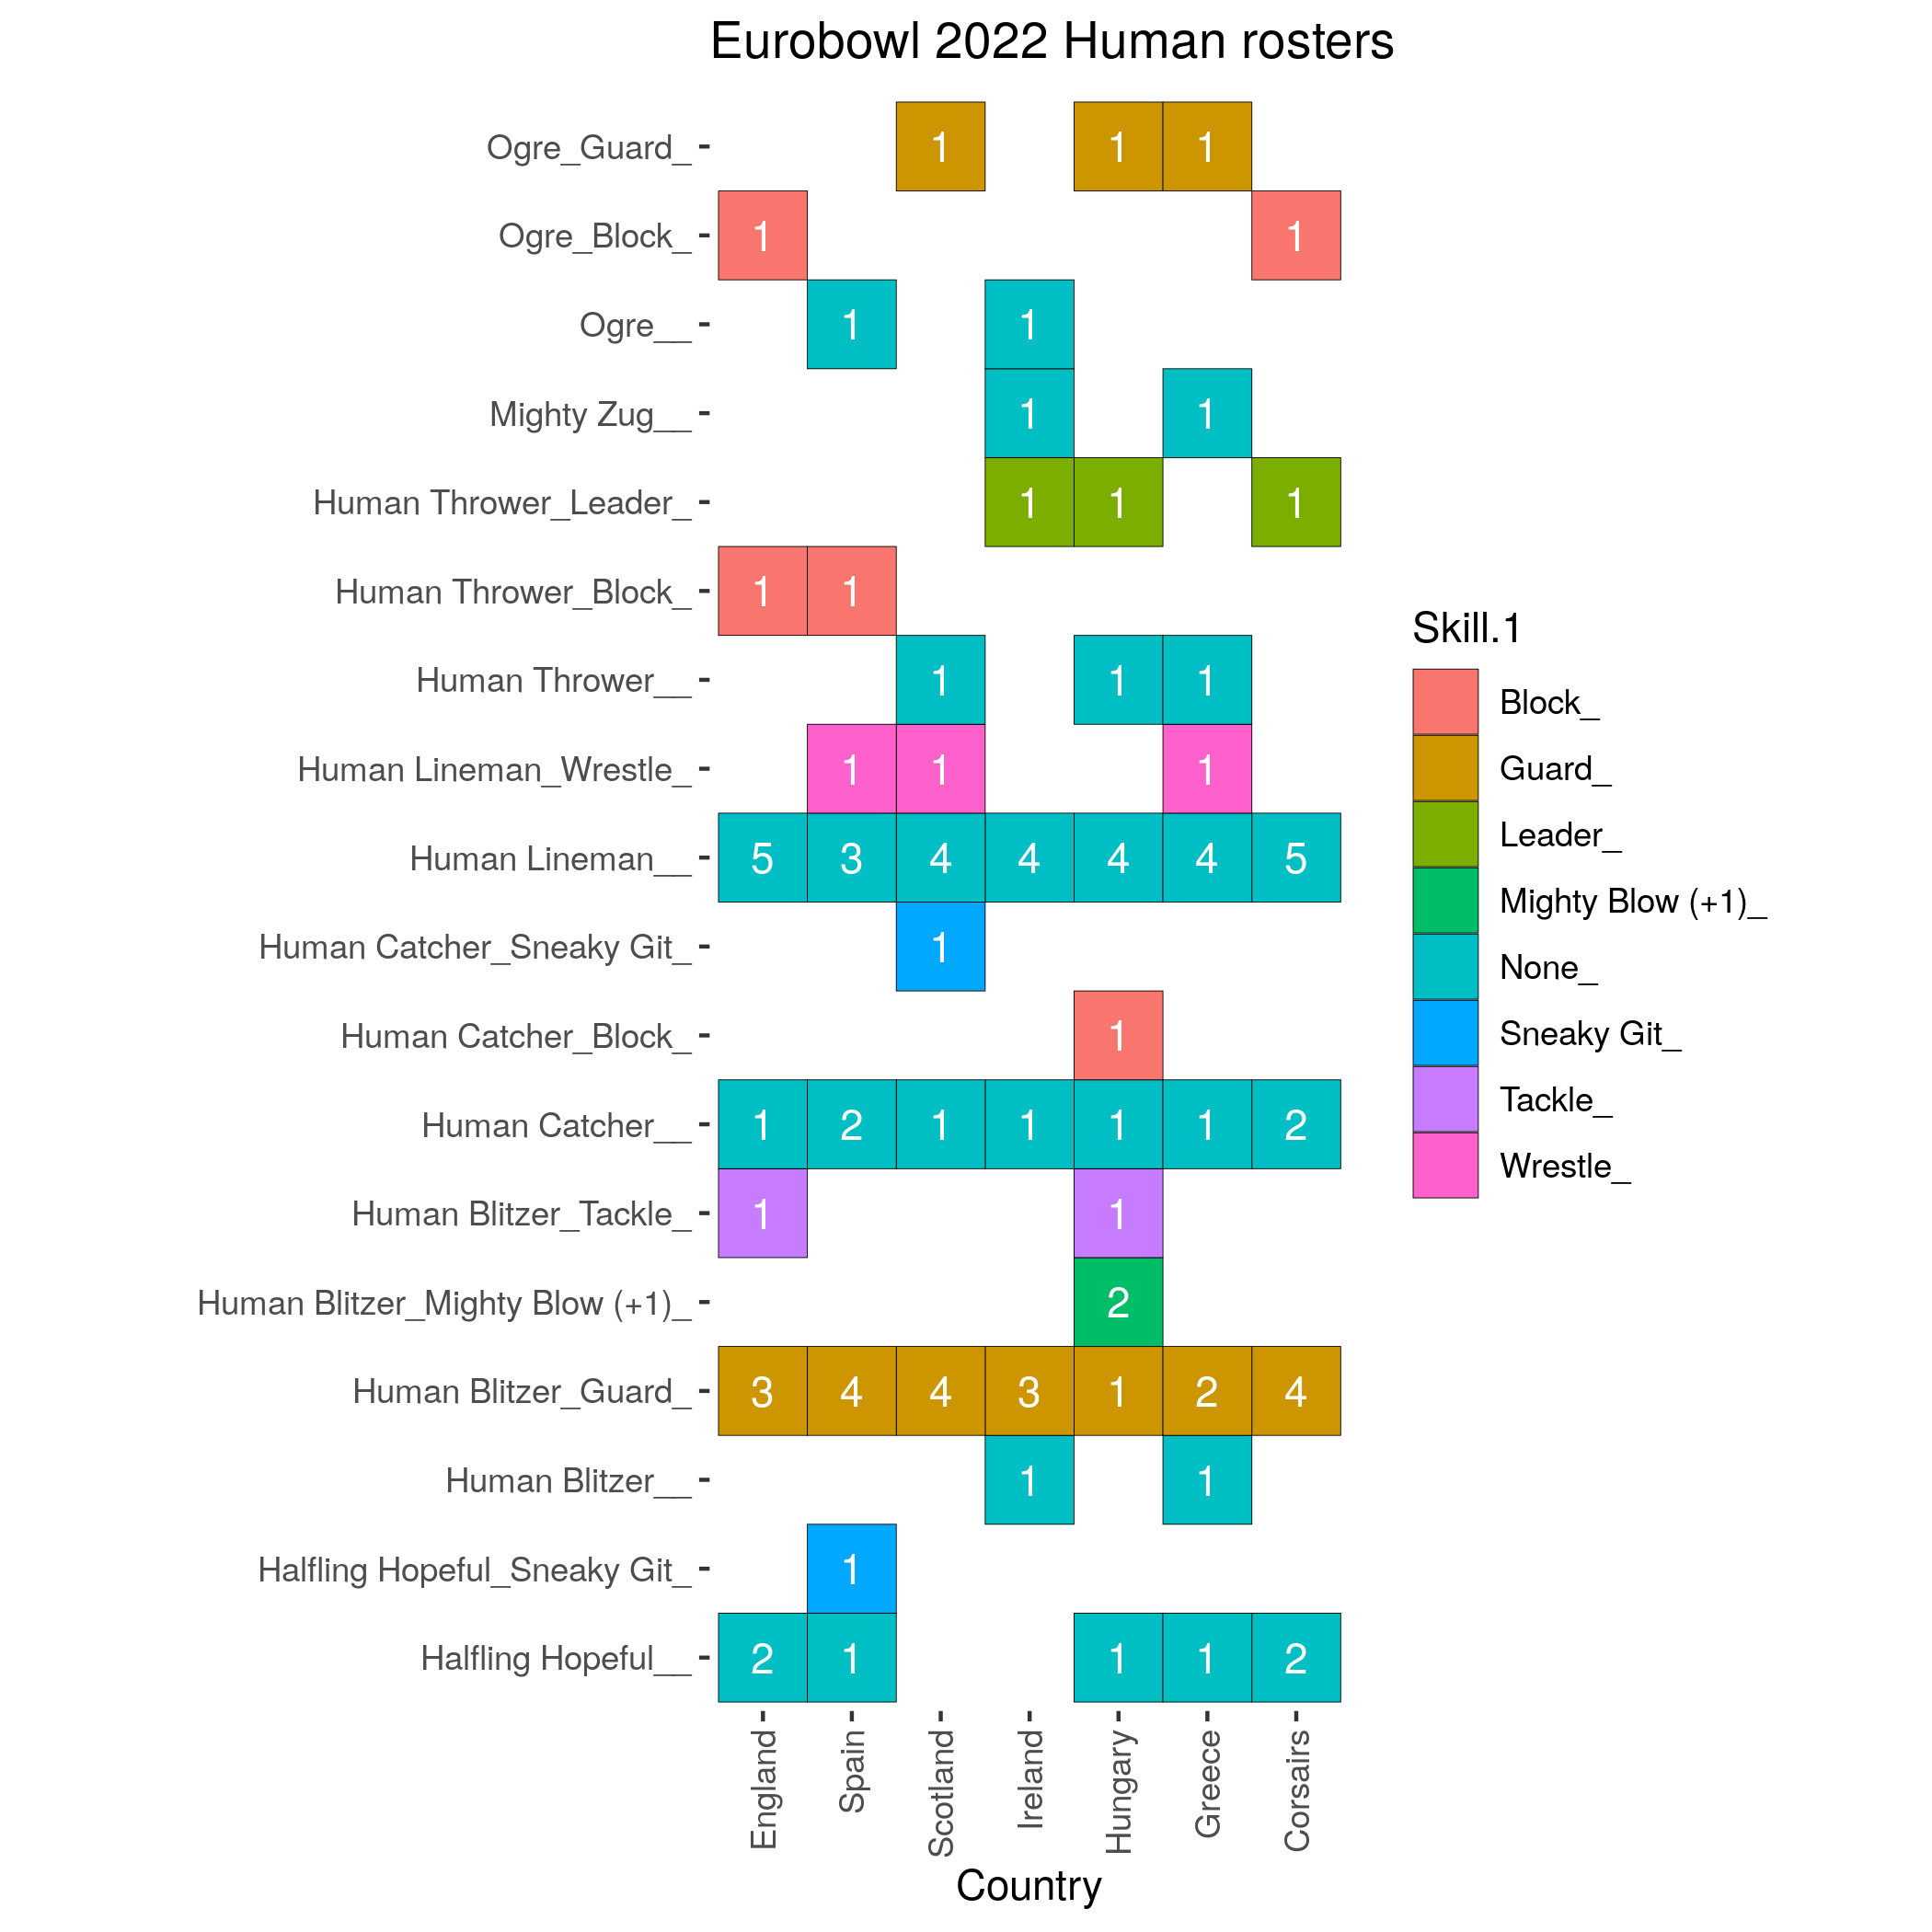 Eurobowl 2022 Human rosters
Ogre_Guard_ 1 1 1
Ogre_Block_ 1 1
Ogre__ 1 1
Mighty Zug__ 1 1
Human Thrower_Leader_ 1 1 1
Human Thrower_Block_ 1 1
Human Thrower__ 1 1 1
Human Lineman_Wrestle_ 1 1 1
Human Lineman__ 5 3 4 4 4 4 5
Human Catcher_Sneaky Git_ 1
Human Catcher_Block_ 1
Human Catcher__ 1 2 1 1 1 1 2
Human Blitzer_Tackle_ 1 1
Human Blitzer_Mighty Blow (+1)_ 2
Human Blitzer_Guard_ 3 4 4 3 1 2 4
Human Blitzer__ 1 1
Halfling Hopeful_Sneaky Git_ 1
Halfling Hopeful__ 2 1 1 1 2
England Spain Scotland Ireland Hungary Greece Corsairs
Country
Skill.1
Block_
Guard_
Leader_
Mighty Blow (+1)_
None_
Sneaky Git_
Tackle_
Wrestle_